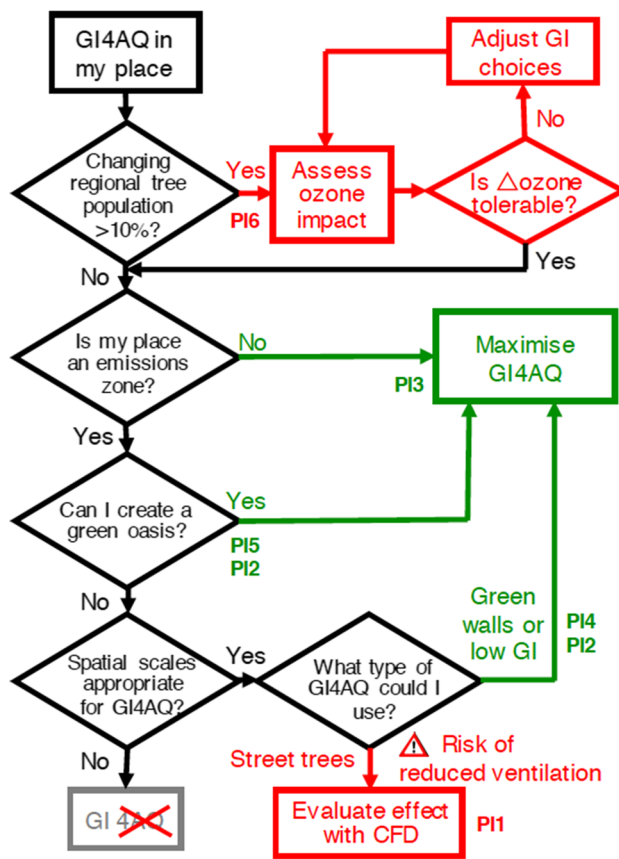 GI4AQ in
my place
Adjust GI
choices
No
Changing
regional tree
population
>10%?
Yes
PI6
Assess
ozone
impact
Is △ozone
tolerable?
Yes
No
Is my place
an emissions
zone?
No
PI3
Maximise
GI4AQ
Yes
Can I create a
green oasis?
Yes
PI5
PI2
No
Green
walls or
low GI
PI4
PI2
Spatial scales
appropriate
for GI4AQ?
Yes
What type of
GI4AQ could I
use?
No
Street trees
Risk of
reduced ventilation
GI 4AQ
Evaluate effect
with CFD
PI1